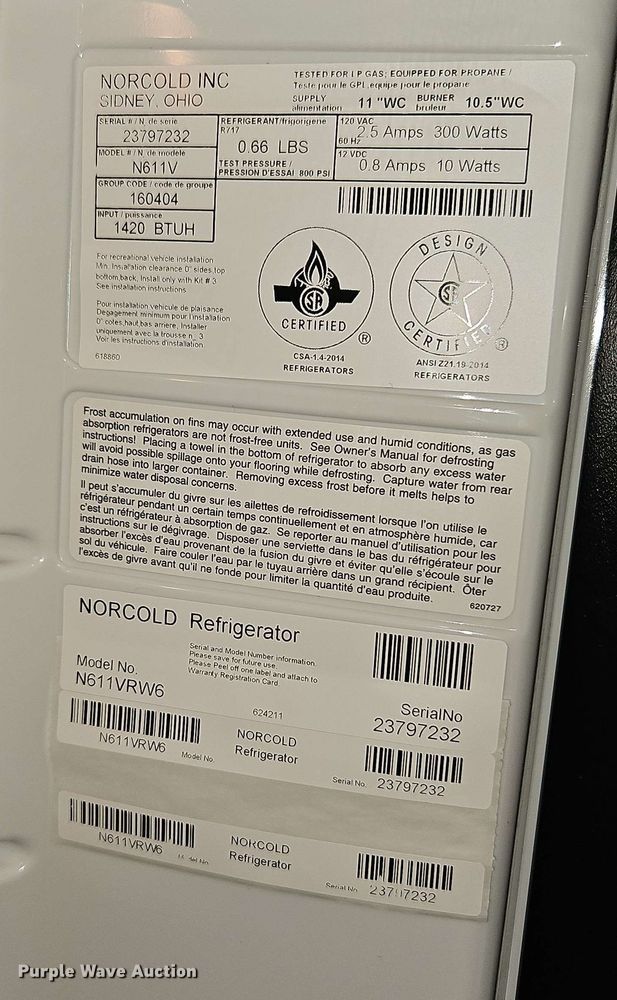 NORCOLD INC
SIDNEY, OHIO
TESTED FOR LP GAS; EQUIPPED FOR PROPANE /
Teste pour le GPL ,equipe pour le propane
SUPPLY alimentation 11 "WC BURNER bruleur 10.5"WC
SERIAL # / N. de serie
23797232
MODEL # / N. de modele
N611V
GROUP CODE / code de groupe
160404
INPUT / puissance
1420 BTUH
REFRIGERANT/frigorigene
R717
0.66 LBS
TEST PRESSURE /
PRESSION D'ESSAI 800 PSI
120 VAC
60 Hz 2.5 Amps 300 Watts
12 VDC
0.8 Amps 10 Watts
For recreational vehicle installation
Min. Installation clearance 0" sides,top
bottom,back, Install only with Kit # 3
See installation instructions
Pour installation vehicule de plaisance
Degagement minimum pour l'installation
0" cotes,haut,bas arriere, Installer
uniquement avec la trousse n_ 3
Voir les instructions d'installation
618860
CERTIFIED
®
CSA-1.4-2014
REFRIGERATORS
DESIGN
CERTIFIED
®
ANSI Z21.19-2014
REFRIGERATORS
Frost accumulation on fins may occur with extended use and humid conditions, as gas
absorption refrigerators are not frost-free units. See Owner's Manual for defrosting
instructions! Placing a towel in the bottom of refrigerator to absorb any excess water
will avoid possible spillage onto your flooring while defrosting. Capture water from rear
drain hose into larger container. Removing excess frost before it melts helps to
minimize water disposal concerns.
Il peut s'accumuler du givre sur les ailettes de refroidissement lorsque l'on utilise le
réfrigérateur pendant un certain temps continuellement et en atmosphère humide, car
c'est un réfrigérateur à absorption de gaz. Se reporter au manuel d'utilisation pour les
instructions sur le dégivrage. Disposer une serviette dans le bas du réfrigérateur pour
absorber l'excès d'eau provenant de la fusion du givre et éviter qu'elle s'écoule sur le
sol du véhicule. Faire couler l'eau par le tuyau arrière dans un grand récipient. Ôter
l'excès de givre avant qu'il ne fonde pour limiter la quantité d'eau produite.
620727
NORCOLD Refrigerator
Serial and Model Number information.
Please save for future use.
Please Peel off one label and attach to
Warranty Registration Card
Model No.
N611VRW6
624211
SerialNo
23797232
N611VRW6
Model No.
NORCOLD
Refrigerator
Serial No. 23797232
N611VRW6
Model No.
NORCOLD
Refrigerator
Serial No. 23797232
Purple Wave Auction